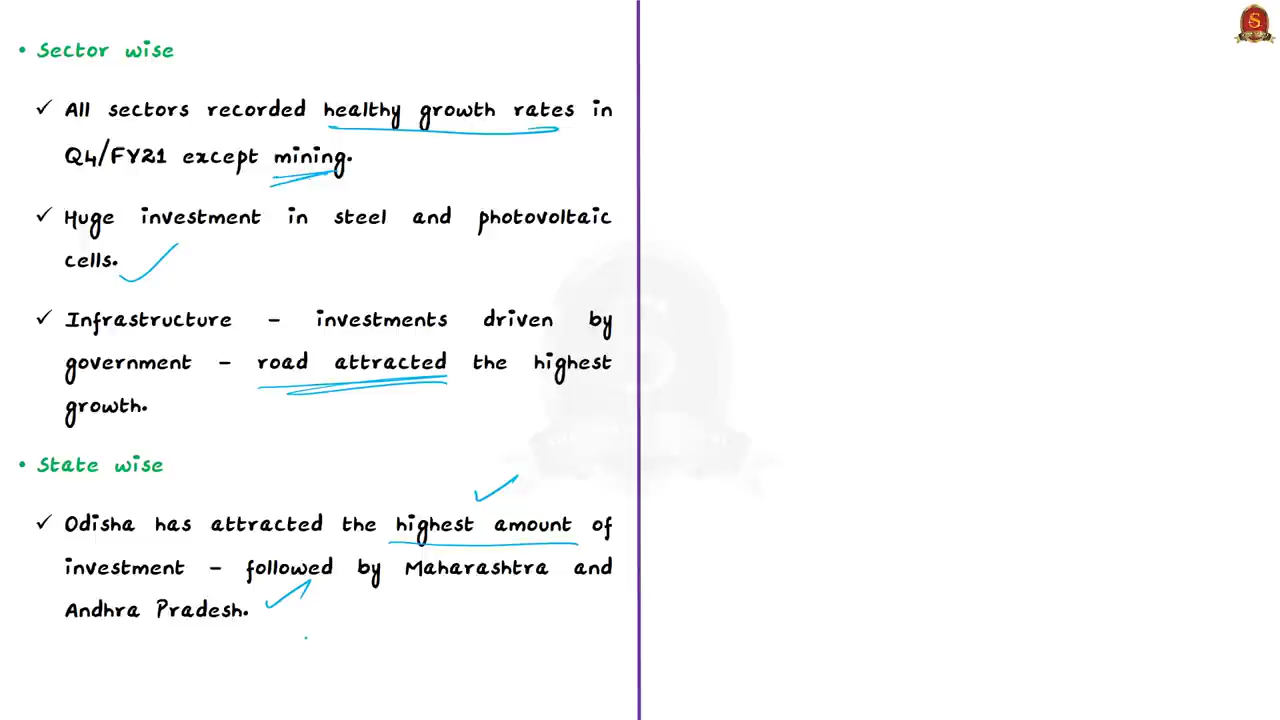 • Sector wise
✓ All sectors recorded healthy growth rates in
Q4/FY21 except mining.
✓ Huge investment in steel and photovoltaic
cells.
✓ Infrastructure – investments driven by
government – road attracted the highest
growth.
• State wise
✓ Odisha has attracted the highest amount of
investment – followed by Maharashtra and
Andhra Pradesh.
S